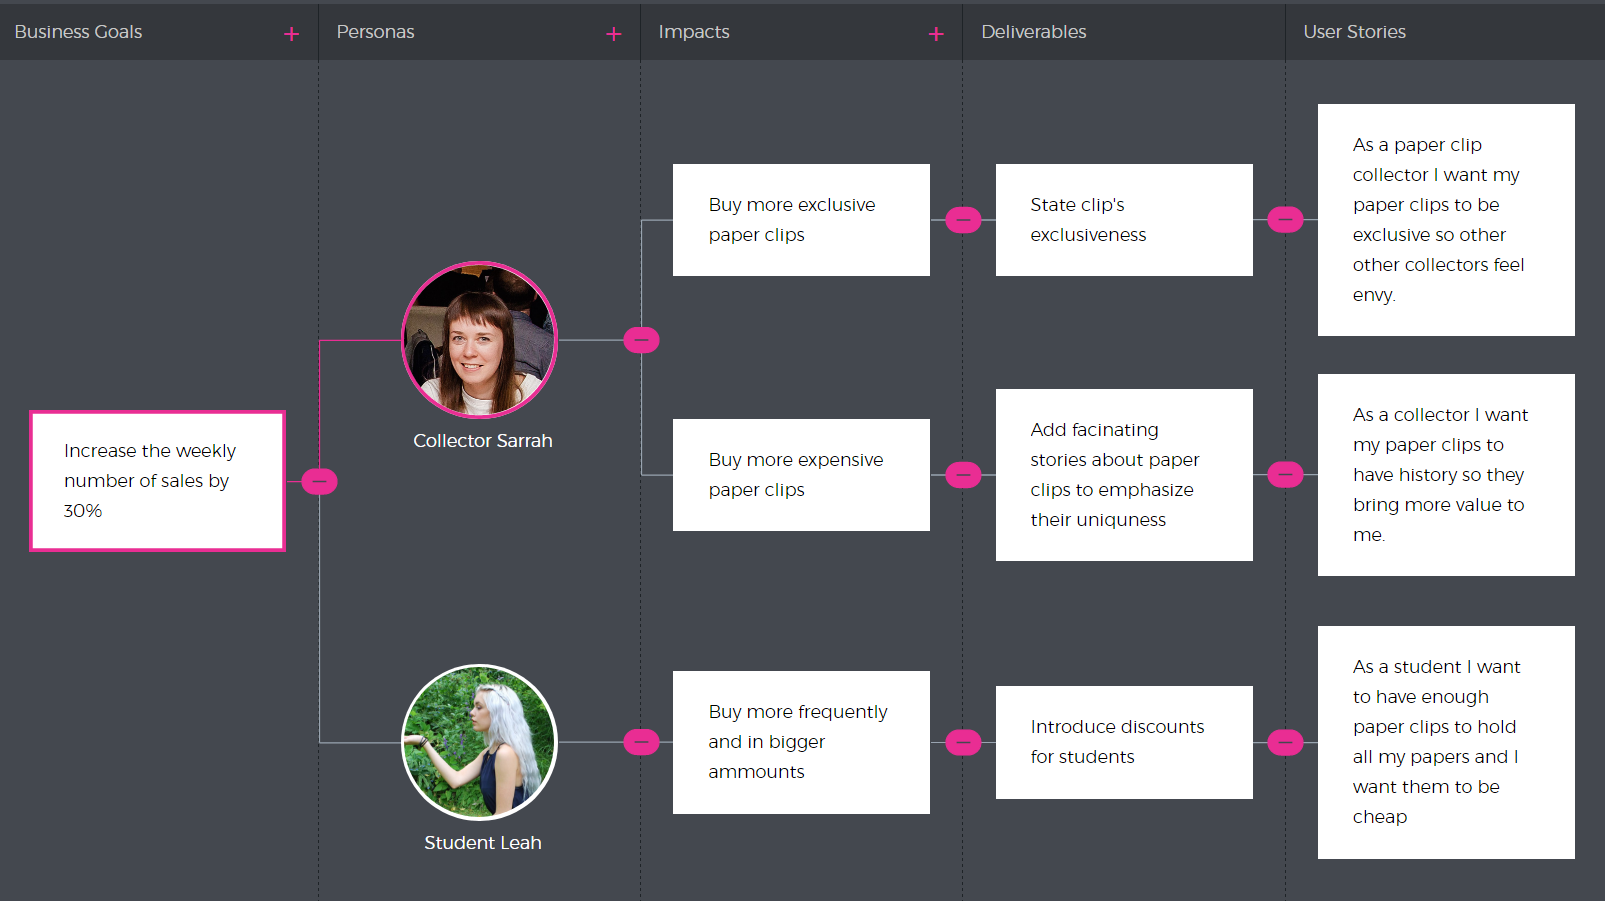 Business Goals
Personas
Impacts
Deliverables
User Stories
Increase the weekly
number of sales by
30%
Collector Sarrah
Student Leah
Buy more exclusive
paper clips
Buy more expensive
paper clips
Buy more frequently
and in bigger
ammounts
State clip's
exclusiveness
Add facinating
stories about paper
clips to emphasize
their uniquness
Introduce discounts
for students
As a paper clip
collector I want my
paper clips to be
exclusive so other
other collectors feel
envy.
As a collector I want
my paper clips to
have history so they
bring more value to
me.
As a student I want
to have enough
paper clips to hold
all my papers and I
want them to be
cheap